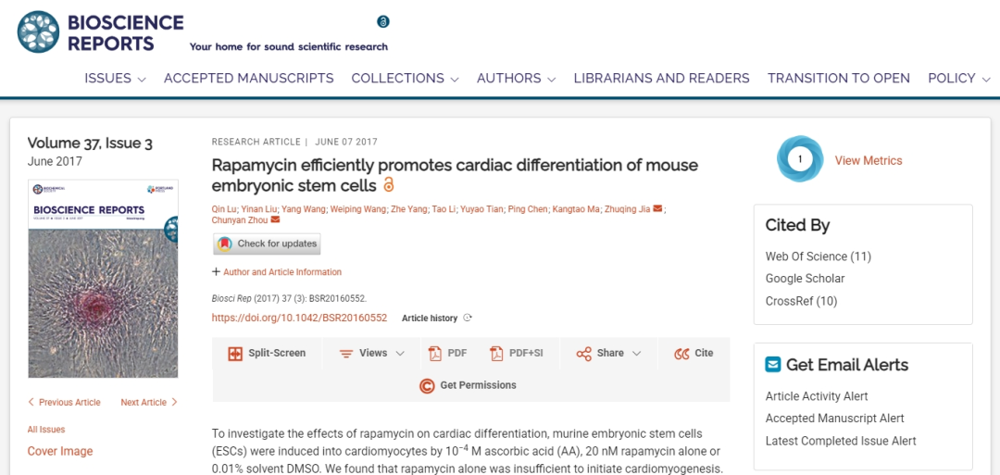 BIOSCIENCE
REPORTS
Your home for sound scientific research
ISSUES ACCEPTED MANUSCRIPTS COLLECTIONS AUTHORS LIBRARIANS AND READERS TRANSITION TO OPEN POLICY
Volume 37, Issue 3
June 2017
BIOSCIENCE REPORTS
Previous Article Next Article
All Issues
Cover Image
RESEARCH ARTICLE | JUNE 07 2017
Rapamycin efficiently promotes cardiac differentiation of mouse
embryonic stem cells
Qin Lu; Yinan Liu; Yang Wang; Weiping Wang; Zhe Yang; Tao Li; Yuyao Tian; Ping Chen; Kangtao Ma; Zhuqing Jia ;
Chunyan Zhou
Check for updates
+ Author and Article Information
Biosci Rep (2017) 37 (3): BSR20160552.
https://doi.org/10.1042/BSR20160552 Article history
Split-Screen Views PDF PDF+SI Share Cite
Get Permissions
To investigate the effects of rapamycin on cardiac differentiation, murine embryonic stem cells
(ESCs) were induced into cardiomyocytes by 10⁻⁴ M ascorbic acid (AA), 20 nM rapamycin alone or
0.01% solvent DMSO. We found that rapamycin alone was insufficient to initiate cardiomyogenesis.
1
View Metrics
Cited By
Web Of Science (11)
Google Scholar
CrossRef (10)
Get Email Alerts
Article Activity Alert
Accepted Manuscript Alert
Latest Completed Issue Alert